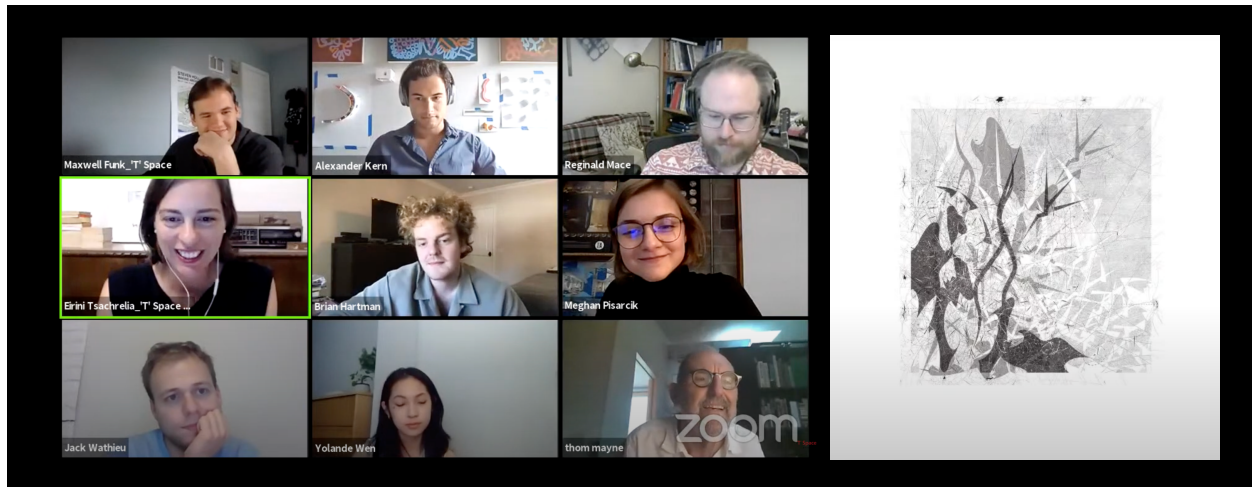 Maxwell Funk_'T' Space
Alexander Kern
Reginald Mace
Eirini Tsachrelia_'T' Space ...
Brian Hartman
Meghan Pisarcik
Jack Wathieu
Yolande Wen
thom mayne
zoom